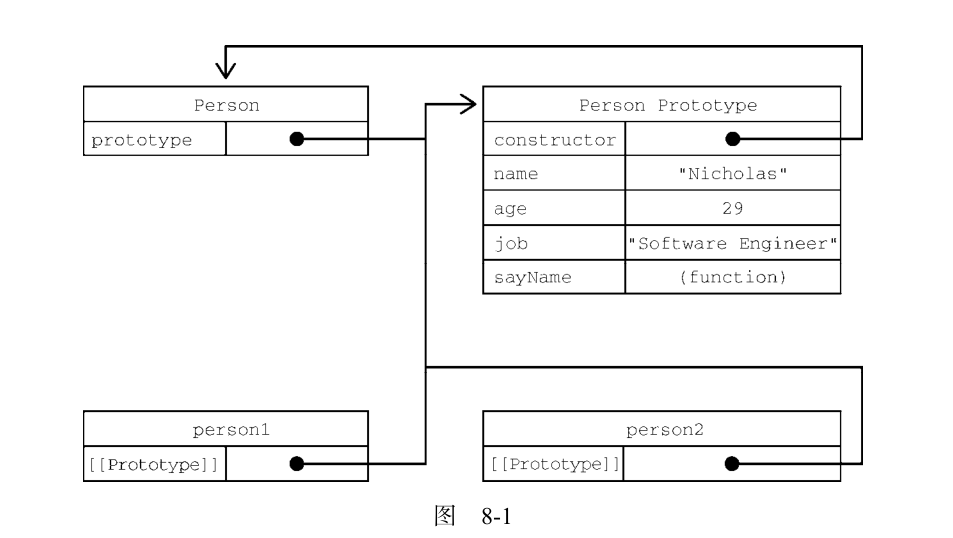 Person
prototype
Person Prototype
constructor
name "Nicholas"
age 29
job "Software Engineer"
sayName (function)
person1
[[Prototype]]
person2
[[Prototype]]
图 8-1